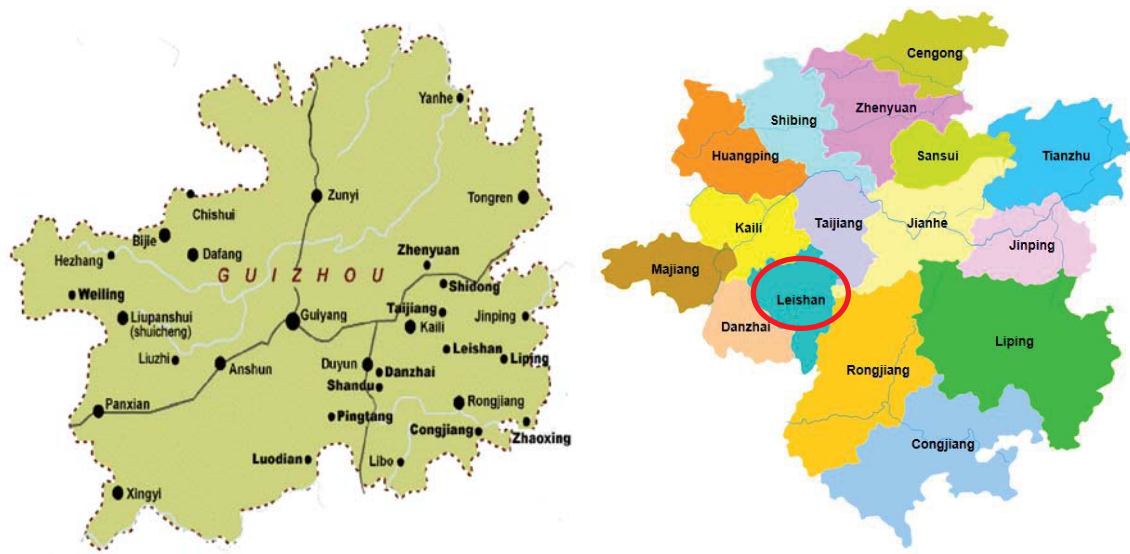 Yanhe
Zunyi
Tongren
Chishui
Bijie
Dafang
Hezhang
Zhenyuan
GUIZHOU
Shidong
Weiling
Taijiang
Liupanshui
(shuicheng)
Guiyang
Kaili
Jinping
Liuzhi
Anshun
Duyun
Leishan
Liping
Danzhai
Shandu
Panxian
Rongjiang
Pingtang
Congjiang
Zhaoxing
Luodian
Libo
Xingyi
Cengong
Zhenyuan
Shibing
Huangping
Sansui
Tianzhu
Kaili
Taijiang
Jianhe
Jinping
Majiang
Leishan
Danzhai
Liping
Rongjiang
Congjiang